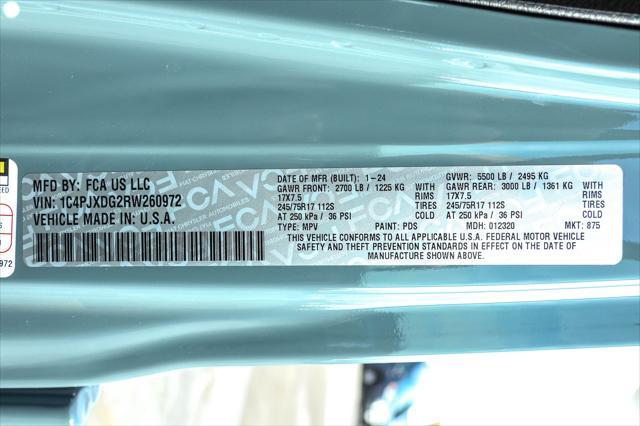 MFD BY: FCA US LLC
VIN: 1C4PJXDG2RW260972
VEHICLE MADE IN: U.S.A.
DATE OF MFR (BUILT): 1-24
GVWR: 5500 LB / 2495 KG
GAWR FRONT: 2700 LB / 1225 KG WITH
GAWR REAR: 3000 LB / 1361 KG WITH
17X7.5 RIMS
17X7.5 RIMS
245/75R17 112S TIRES
245/75R17 112S TIRES
AT 250 kPa / 36 PSI COLD
AT 250 kPa / 36 PSI COLD
TYPE: MPV PAINT: PDS MDH: 012320 MKT: 875
THIS VEHICLE CONFORMS TO ALL APPLICABLE U.S.A. FEDERAL MOTOR VEHICLE
SAFETY AND THEFT PREVENTION STANDARDS IN EFFECT ON THE DATE OF
MANUFACTURE SHOWN ABOVE.
972